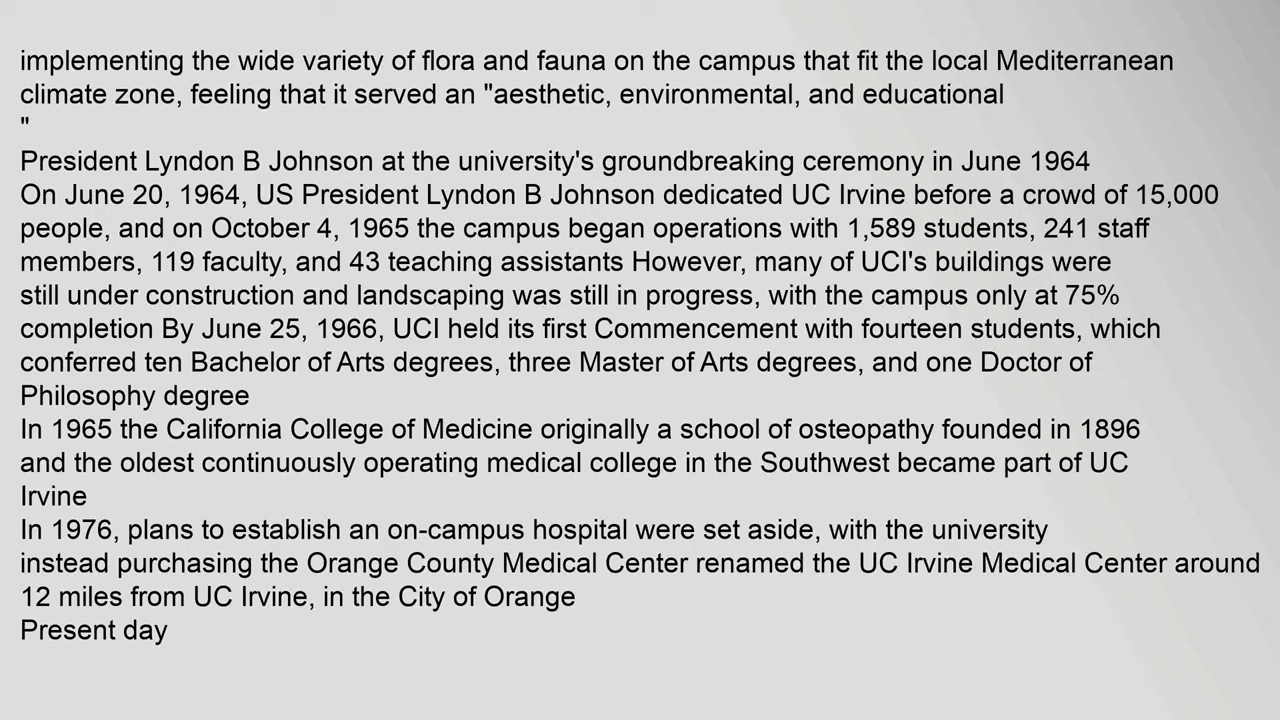 implementing the wide variety of flora and fauna on the campus that fit the local Mediterranean
climate zone, feeling that it served an "aesthetic, environmental, and educational
"
President Lyndon B Johnson at the university's groundbreaking ceremony in June 1964
On June 20, 1964, US President Lyndon B Johnson dedicated UC Irvine before a crowd of 15,000
people, and on October 4, 1965 the campus began operations with 1,589 students, 241 staff
members, 119 faculty, and 43 teaching assistants However, many of UCI's buildings were
still under construction and landscaping was still in progress, with the campus only at 75%
completion By June 25, 1966, UCI held its first Commencement with fourteen students, which
conferred ten Bachelor of Arts degrees, three Master of Arts degrees, and one Doctor of
Philosophy degree
In 1965 the California College of Medicine originally a school of osteopathy founded in 1896
and the oldest continuously operating medical college in the Southwest became part of UC
Irvine
In 1976, plans to establish an on-campus hospital were set aside, with the university
instead purchasing the Orange County Medical Center renamed the UC Irvine Medical Center around
12 miles from UC Irvine, in the City of Orange
Present day